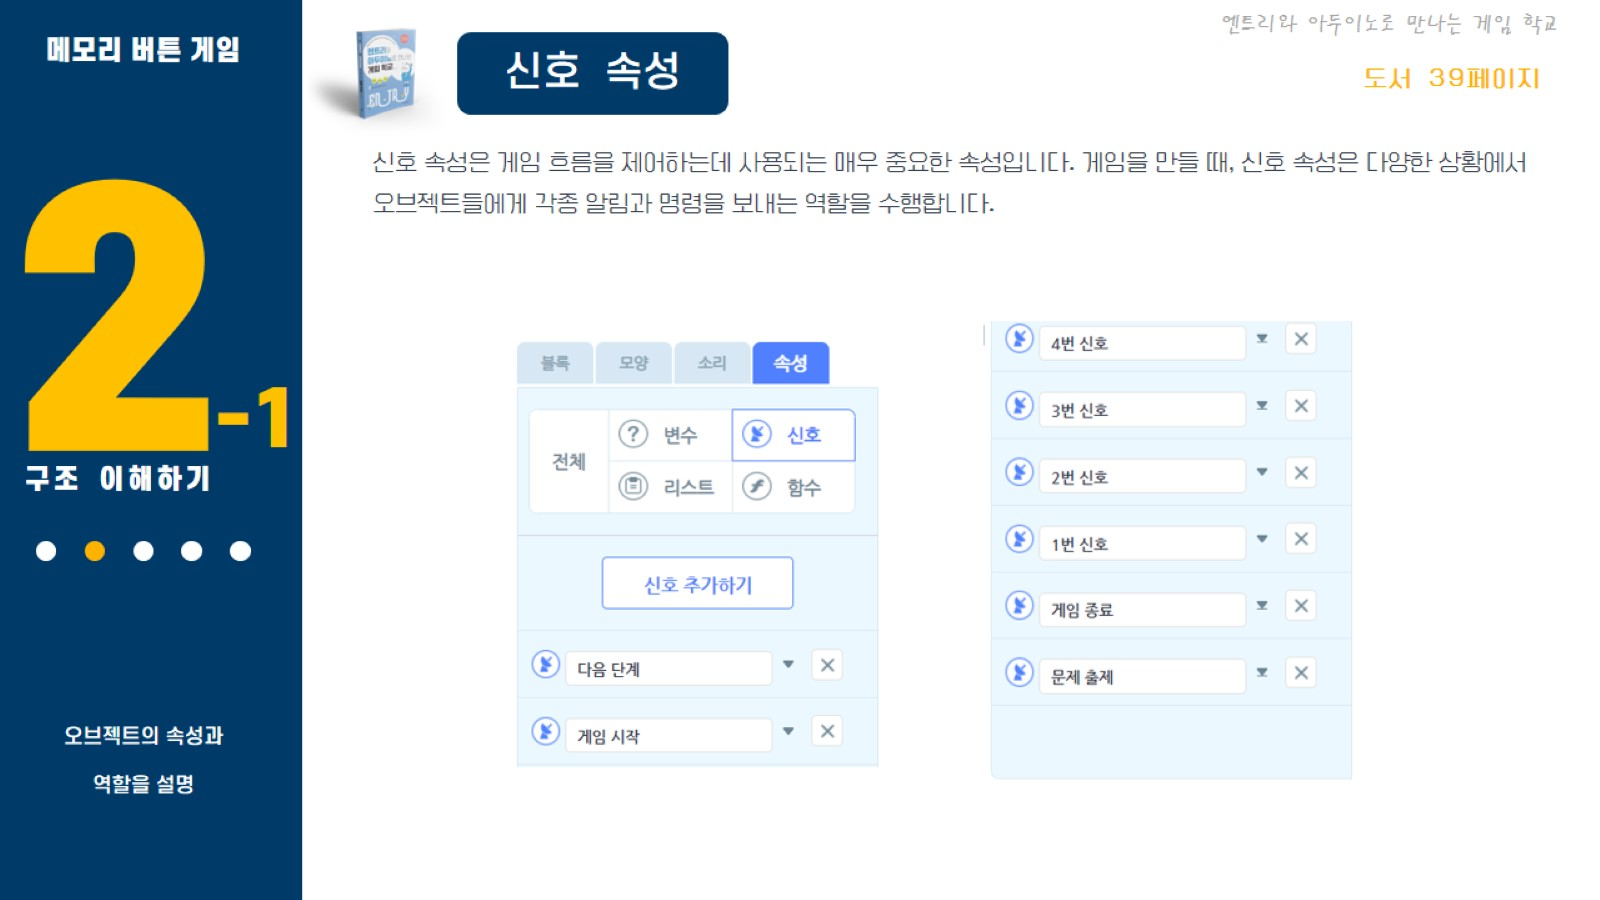 메모리 버튼 게임
2-1
구조 이해하기
오브젝트의 속성과
역할을 설명
신호 속성
엔트리와 아두이노로 만나는 게임 학교
도서 39페이지
신호 속성은 게임 흐름을 제어하는데 사용되는 매우 중요한 속성입니다. 게임을 만들 때, 신호 속성은 다양한 상황에서
오브젝트들에게 각종 알림과 명령을 보내는 역할을 수행합니다.
블록 모양 소리 속성
전체 변수 신호
리스트 함수
신호 추가하기
다음 단계
게임 시작
4번 신호
3번 신호
2번 신호
1번 신호
게임 종료
문제 출제